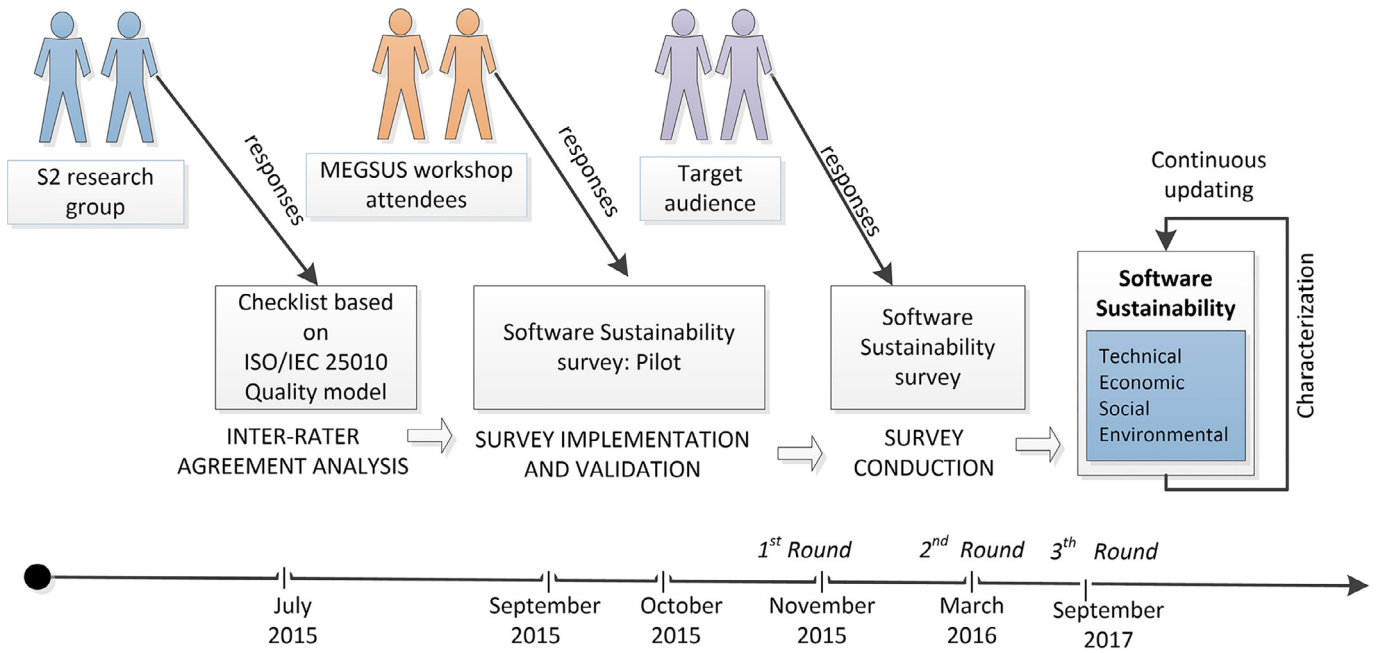 S2 research
group
responses
MEGSUS workshop
attendees
responses
Target
audience
responses
Continuous
updating
Checklist based
on
ISO/IEC 25010
Quality model
Software Sustainability
survey: Pilot
Software
Sustainability
survey
Software
Sustainability
Technical
Economic
Social
Environmental
Characterization
INTER-RATER
AGREEMENT ANALYSIS
SURVEY IMPLEMENTATION
AND VALIDATION
SURVEY
CONDUCTION
1st Round
2nd Round
3th Round
July
2015
September
2015
October
2015
November
2015
March
2016
September
2017